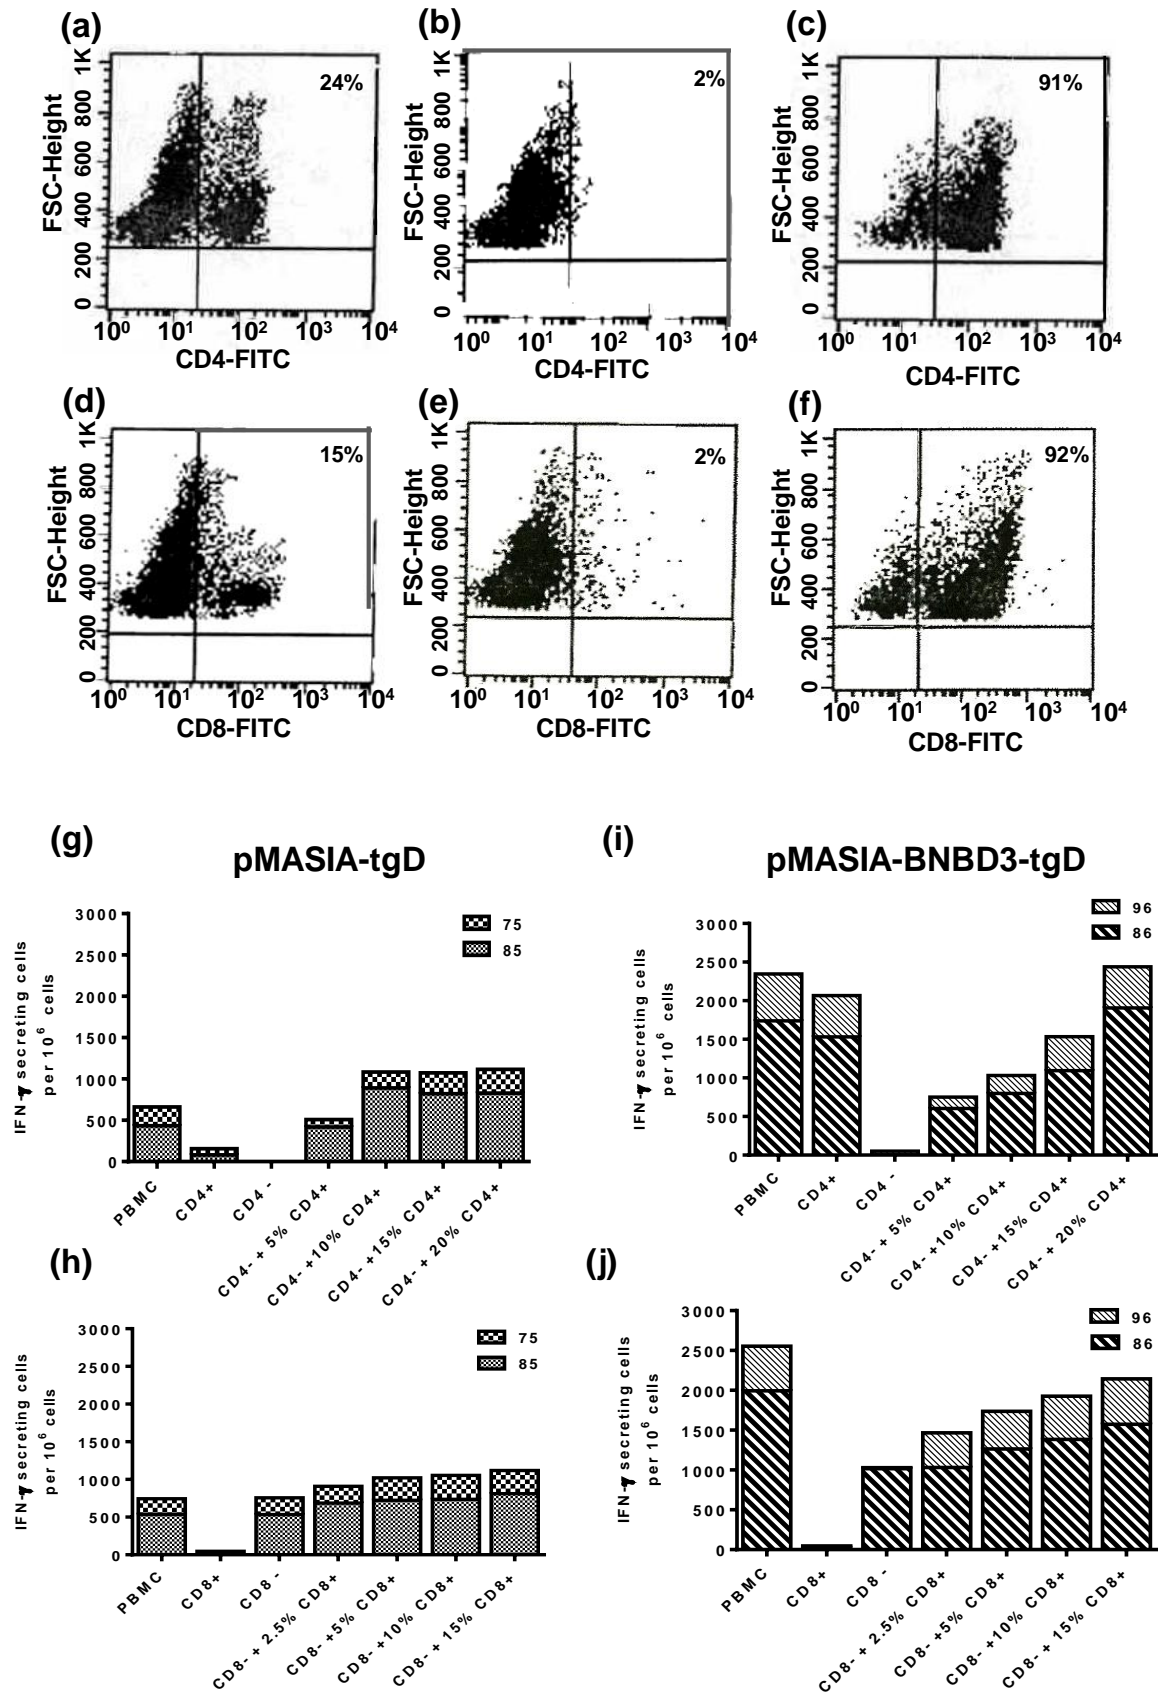 (a)
(b)
(c)
24%
2%
91%
FSC-Height
0 200 400 600 800 1K
FSC-Height
0 200 400 600 800 1K
FSC-Height
0 200 400 600 800 1K
10⁰ 10¹ 10² 10³ 10⁴
10⁰ 10¹ 10² 10³ 10⁴
10⁰ 10¹ 10² 10³ 10⁴
CD4-FITC
CD4-FITC
CD4-FITC
(d)
(e)
(f)
15%
2%
92%
FSC-Height
0 200 400 600 800 1K
FSC-Height
0 200 400 600 800 1K
FSC-Height
0 200 400 600 800 1K
10⁰ 10¹ 10² 10³ 10⁴
10⁰ 10¹ 10² 10³ 10⁴
10⁰ 10¹ 10² 10³ 10⁴
CD8-FITC
CD8-FITC
CD8-FITC
(g)
pMASIA-tgD
75
85
IFN-γ secreting cells
per 10⁶ cells
3000
2500
2000
1500
1000
500
0
PBMC
CD4+
CD4-
CD4- + 5% CD4+
CD4- +10% CD4+
CD4- +15% CD4+
CD4- + 20% CD4+
(i)
pMASIA-BNBD3-tgD
96
86
IFN-γ secreting cells
per 10⁶ cells
3000
2500
2000
1500
1000
500
0
PBMC
CD4+
CD4-
CD4- + 5% CD4+
CD4- +10% CD4+
CD4- +15% CD4+
CD4- + 20% CD4+
(h)
75
85
IFN-γ secreting cells
per 10⁶ cells
3000
2500
2000
1500
1000
500
0
PBMC
CD8+
CD8-
CD8- + 2.5% CD8+
CD8- +5% CD8+
CD8- +10% CD8+
CD8- + 15% CD8+
(j)
96
86
IFN-γ secreting cells
per 10⁶ cells
3000
2500
2000
1500
1000
500
0
PBMC
CD8+
CD8-
CD8- + 2.5% CD8+
CD8- +5% CD8+
CD8- +10% CD8+
CD8- + 15% CD8+